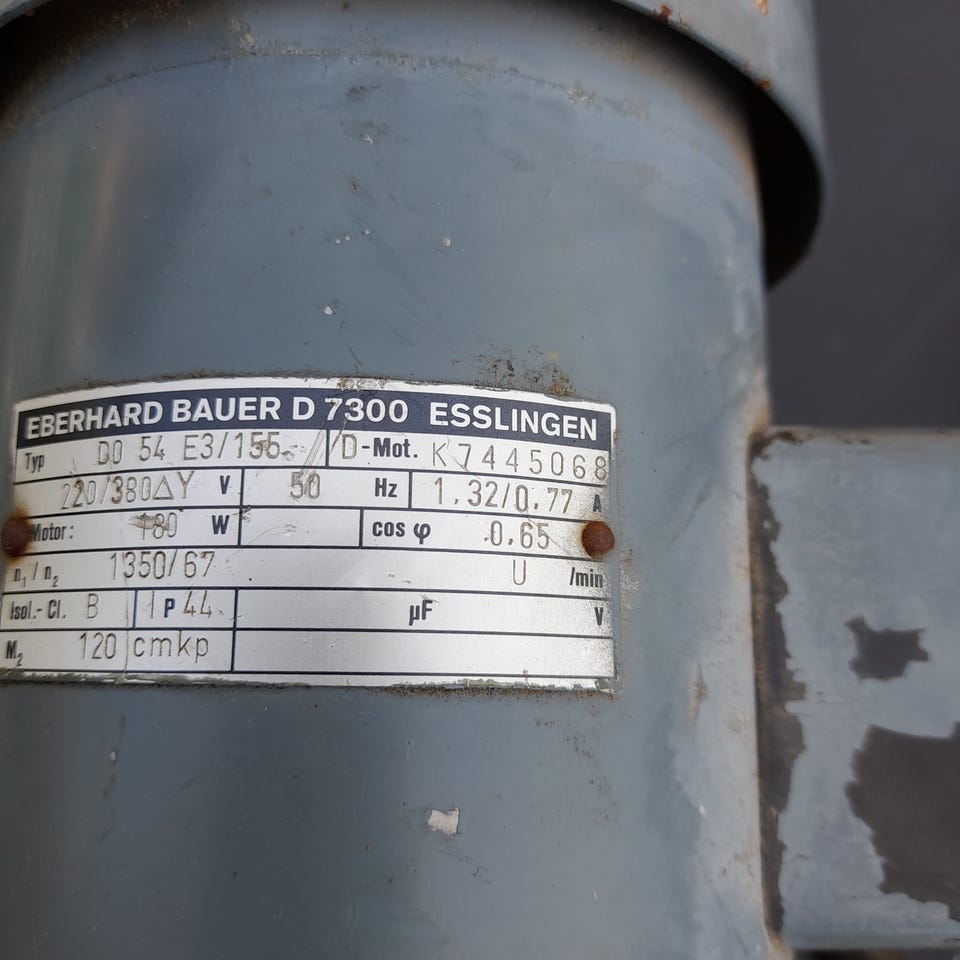 EBERHARD BAUER D 7300 ESSLINGEN
Typ DO 54 E3/155. D-Mot. K7445068
220/380△Y V 50 Hz 1,32/0,77 A
Motor: 180 W cos φ 0.65
n₁/n₂ 1350/67 U /min
Isol.-Cl. B IP44 µF V
M₂ 120 cmkp